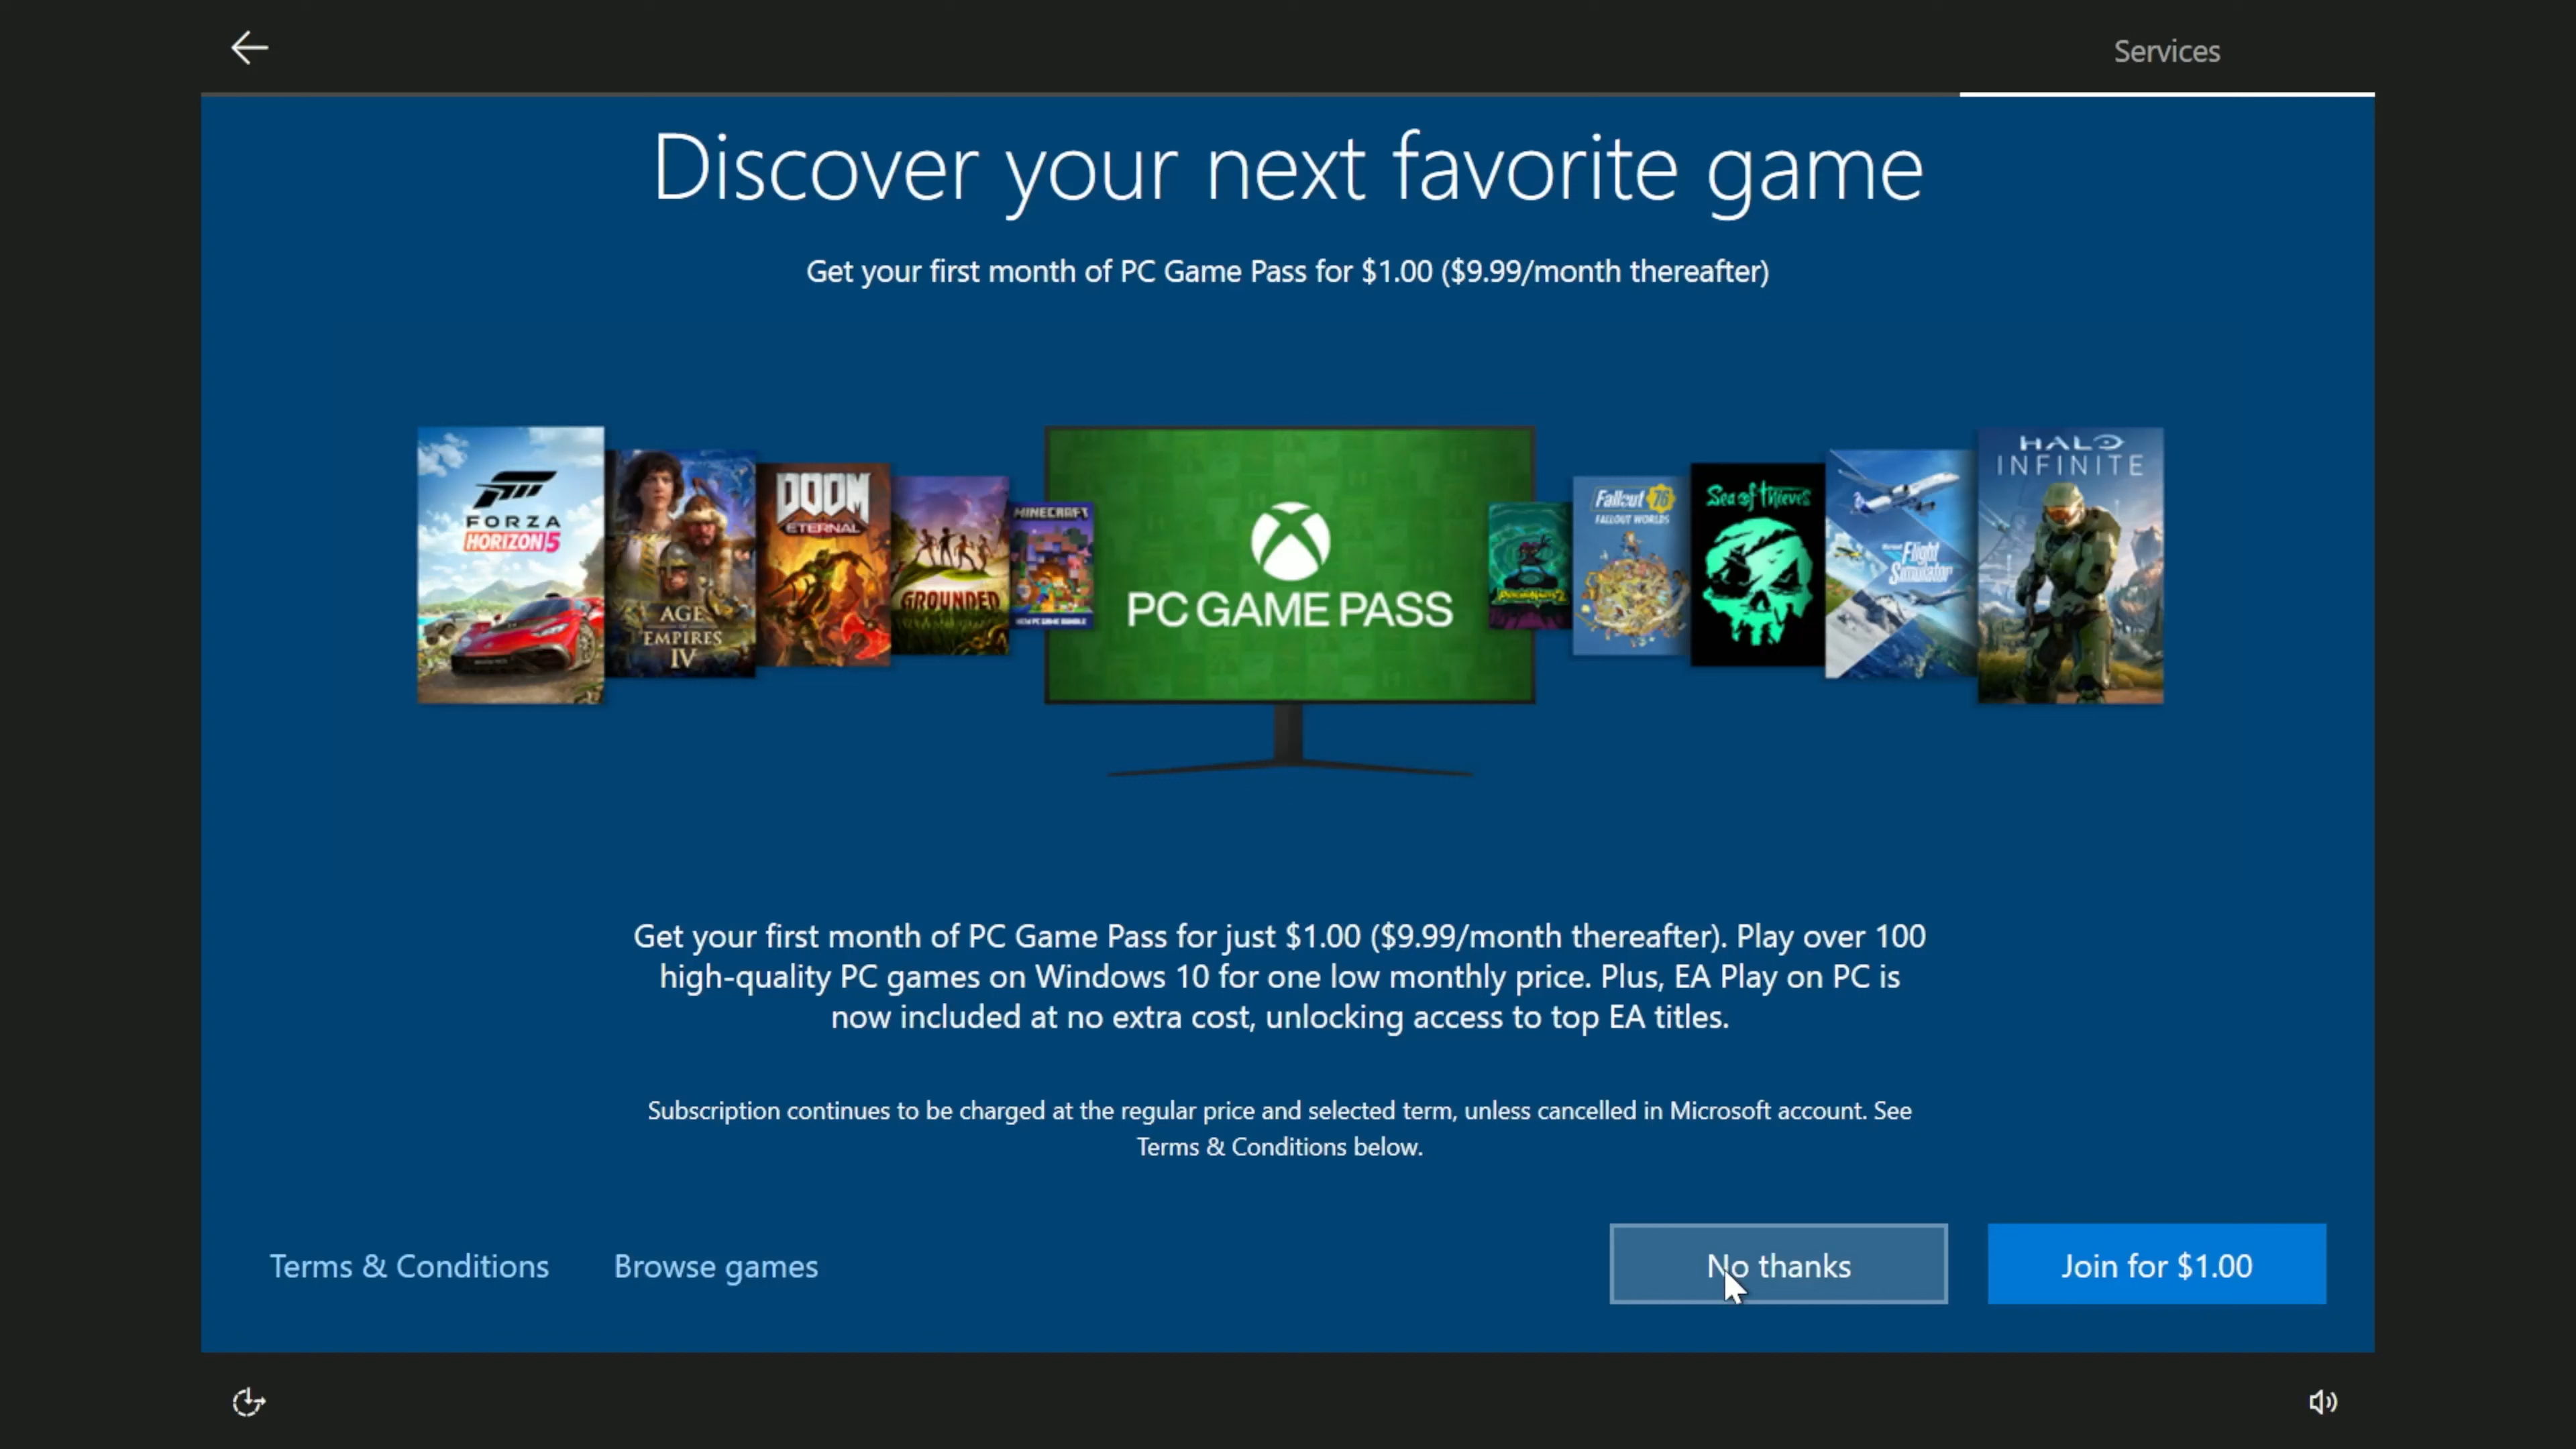 Services
Discover your next favorite game
Get your first month of PC Game Pass for $1.00 ($9.99/month thereafter)
FORZA
HORIZON 5
AGE
OF
EMPIRES
IV
DOOM
ETERNAL
GROUNDED
MINECRAFT
PC GAME PASS
Fallout 76
FALLOUT WORLDS
Sea of Thieves
Flight
Simulator
HALO
INFINITE
Get your first month of PC Game Pass for just $1.00 ($9.99/month thereafter). Play over 100
high-quality PC games on Windows 10 for one low monthly price. Plus, EA Play on PC is
now included at no extra cost, unlocking access to top EA titles.
Subscription continues to be charged at the regular price and selected term, unless cancelled in Microsoft account. See
Terms & Conditions below.
Terms & Conditions
Browse games
No thanks
Join for $1.00